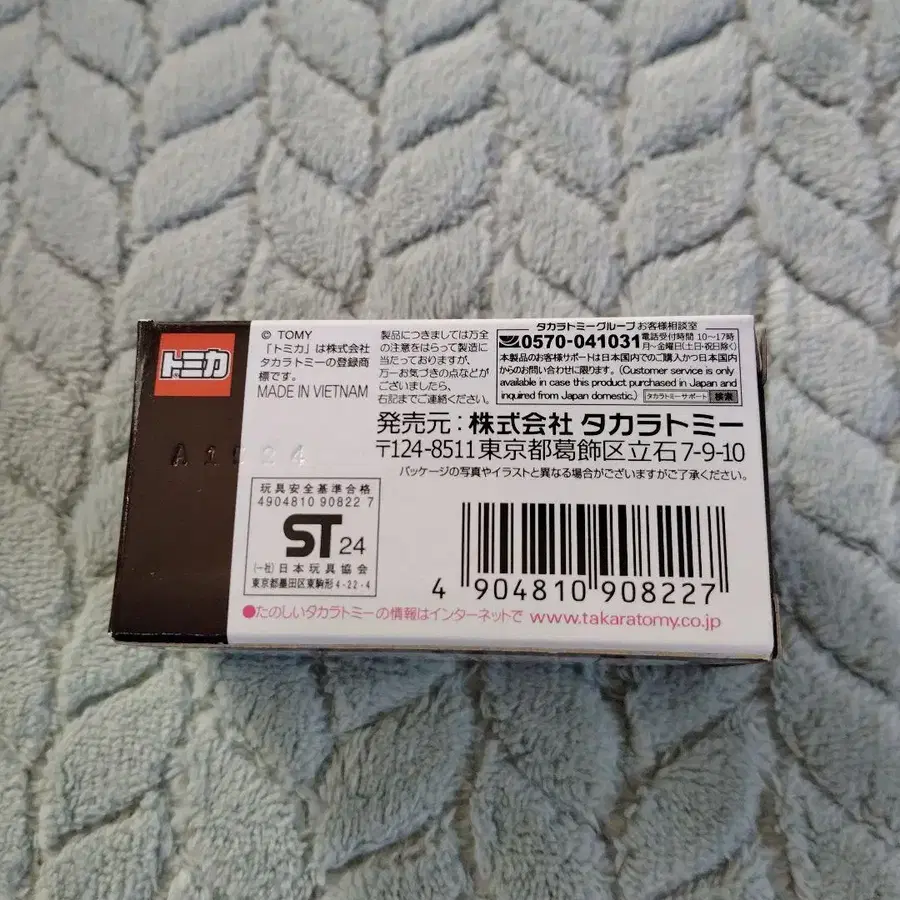 トミカ
© TOMY
「トミカ」は株式会社
タカラトミーの登録商
標です。
MADE IN VIETNAM
製品につきましては万全
の注意をはらって製造に
当たっておりますが、
万一お気づきの点などが
ございましたら、
右記までご連絡ください。
タカラトミーグループ お客様相談室
0570-041031
電話受付時間 10〜17時
月〜金曜日(土日・祝日除く)
本製品のお客様サポートは日本国内でのご購入かつ日本国内
からのお問い合わせに限ります。(Customer service is only
available in case this product purchased in Japan and
inquired from Japan domestic.)
タカラトミーサポート 検索
発売元：株式会社 タカラトミー
〒124-8511東京都葛飾区立石7-9-10
パッケージの写真やイラストと異なる場合がございますがご了承ください。
玩具安全基準合格
4904810 90822 7
ST 24
(一社)日本玩具協会
東京都墨田区東駒形4-22-4
4 904810 908227
●たのしいタカラトミーの情報はインターネットで www.takaratomy.co.jp